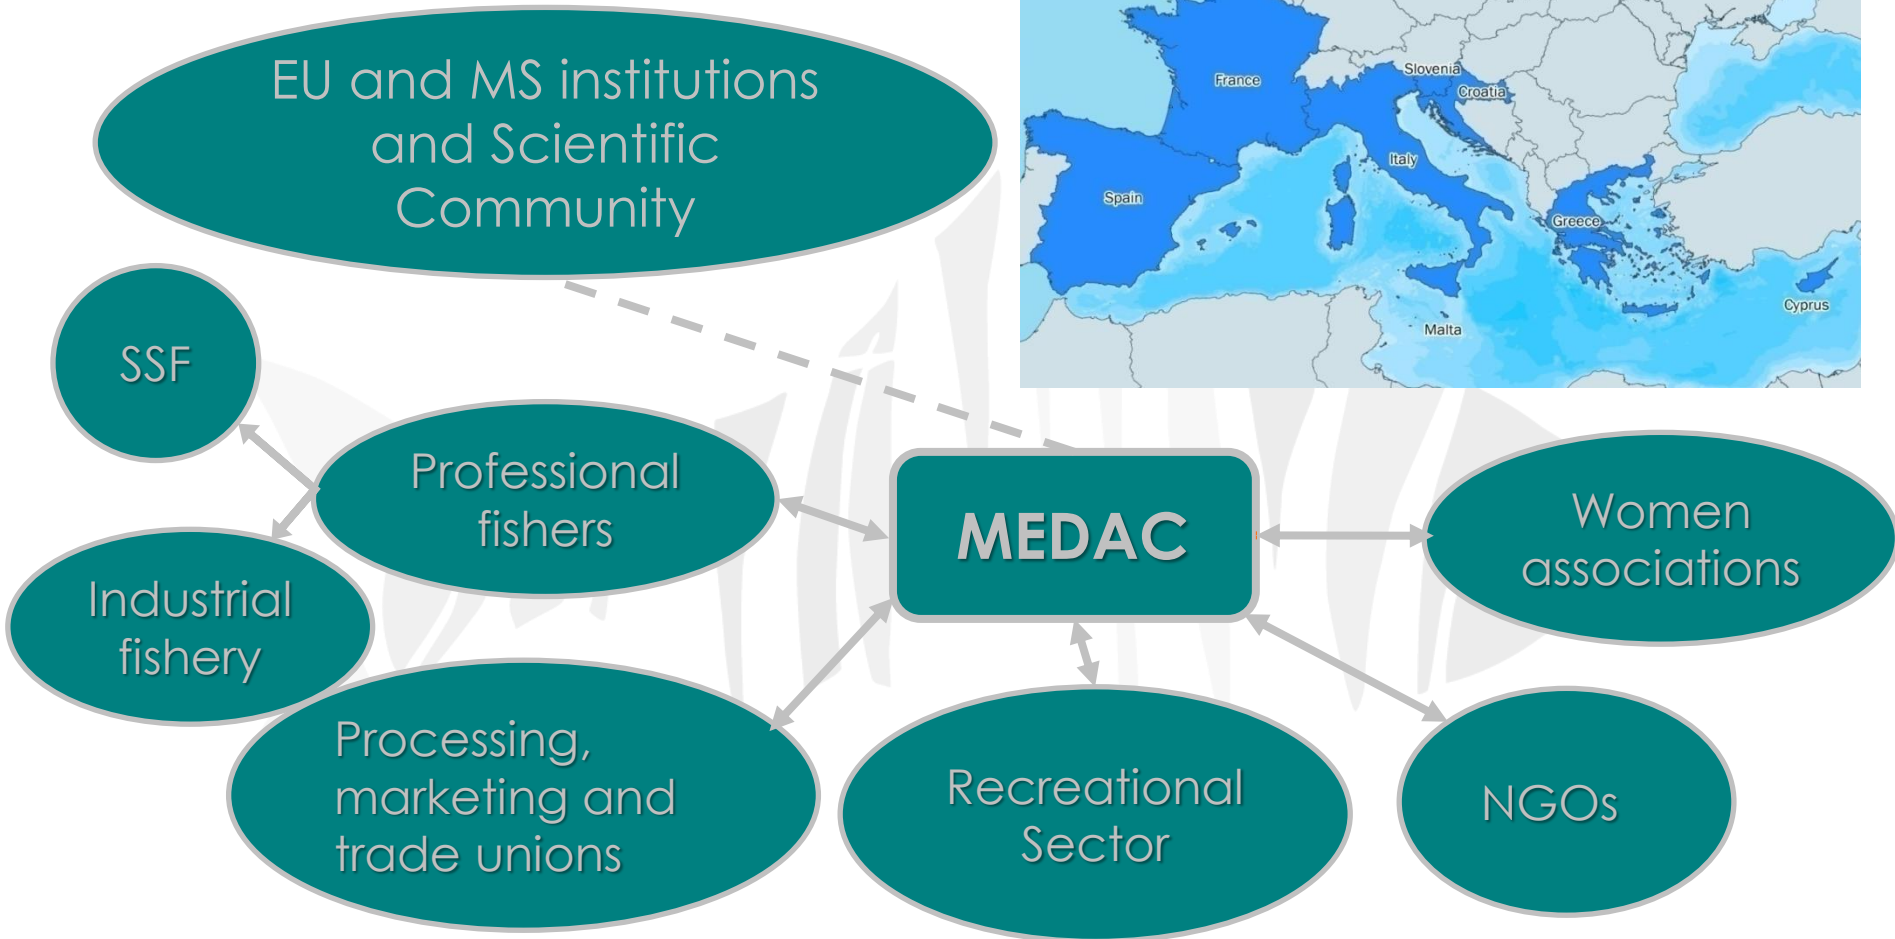 EU and MS institutions
and Scientific
Community
France
Slovenia
Croatia
Italy
Spain
Greece
Cyprus
Malta
SSF
Professional
fishers
MEDAC
Women
associations
Industrial
fishery
Processing,
marketing and
trade unions
Recreational
Sector
NGOs